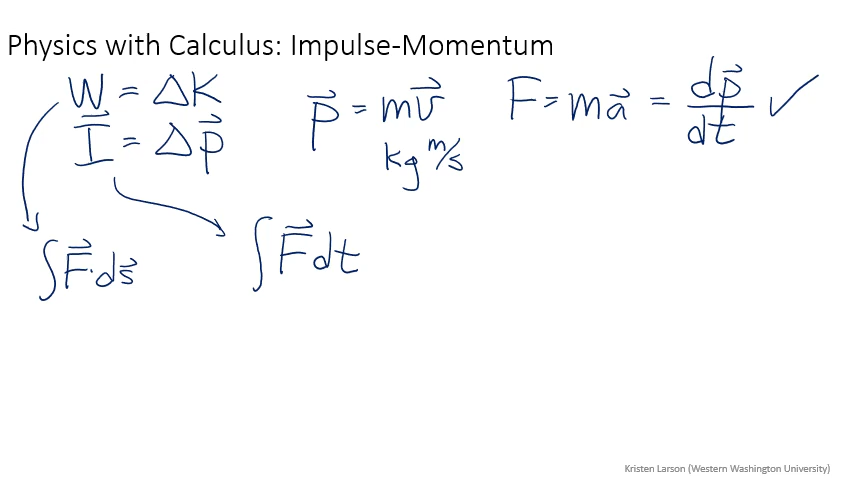 Physics with Calculus: Impulse-Momentum
W = ΔK
I⃗ = Δp⃗
p⃗ = mv⃗
kg m/s
F = ma⃗ = dp⃗/dt ✓
∫F⃗·ds⃗
∫F⃗dt
Kristen Larson (Western Washington University)